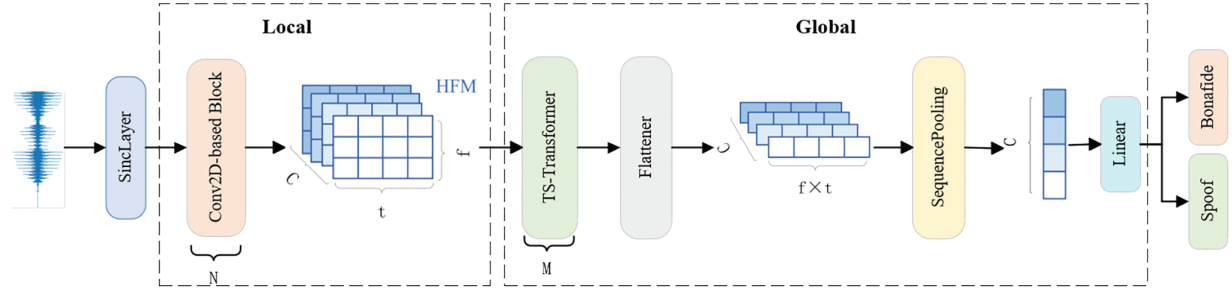 Local
Global
SincLayer
Conv2D-based Block
N
HFM
C
t
f
TS-Transformer
M
Flattener
C
f×t
SequencePooling
C
Linear
Bonafide
Spoof